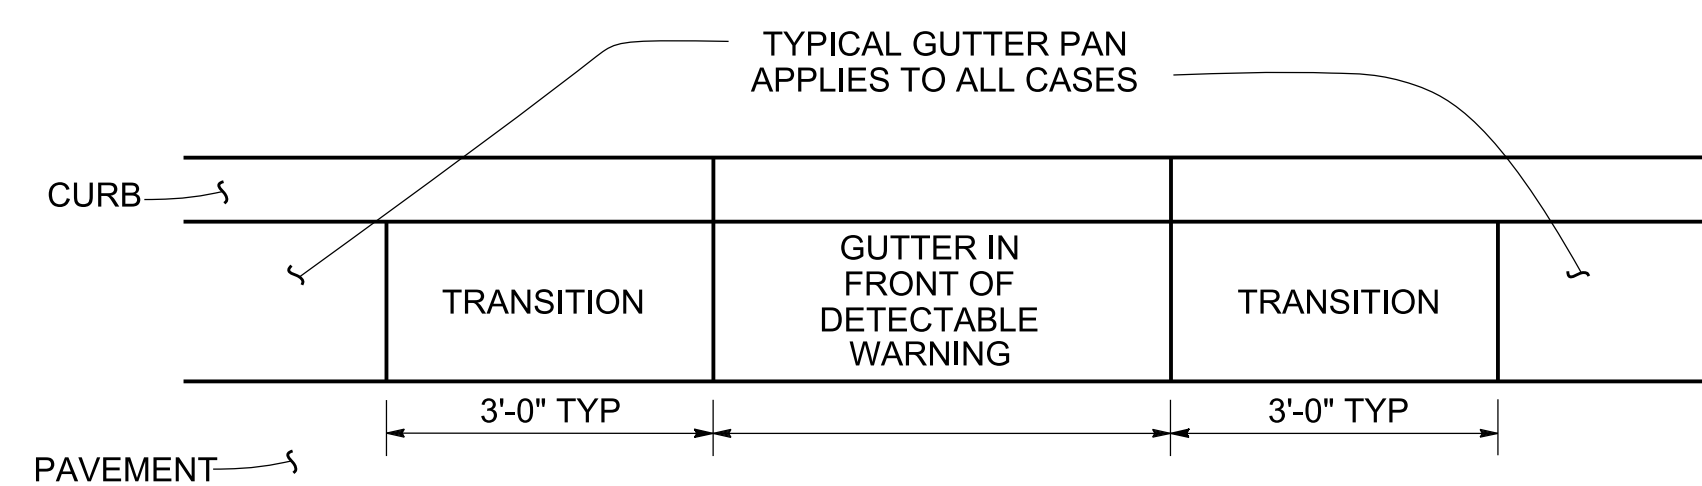 TYPICAL GUTTER PAN
APPLIES TO ALL CASES
CURB
GUTTER IN
FRONT OF
DETECTABLE
WARNING
TRANSITION
TRANSITION
3'-0" TYP
3'-0" TYP
PAVEMENT